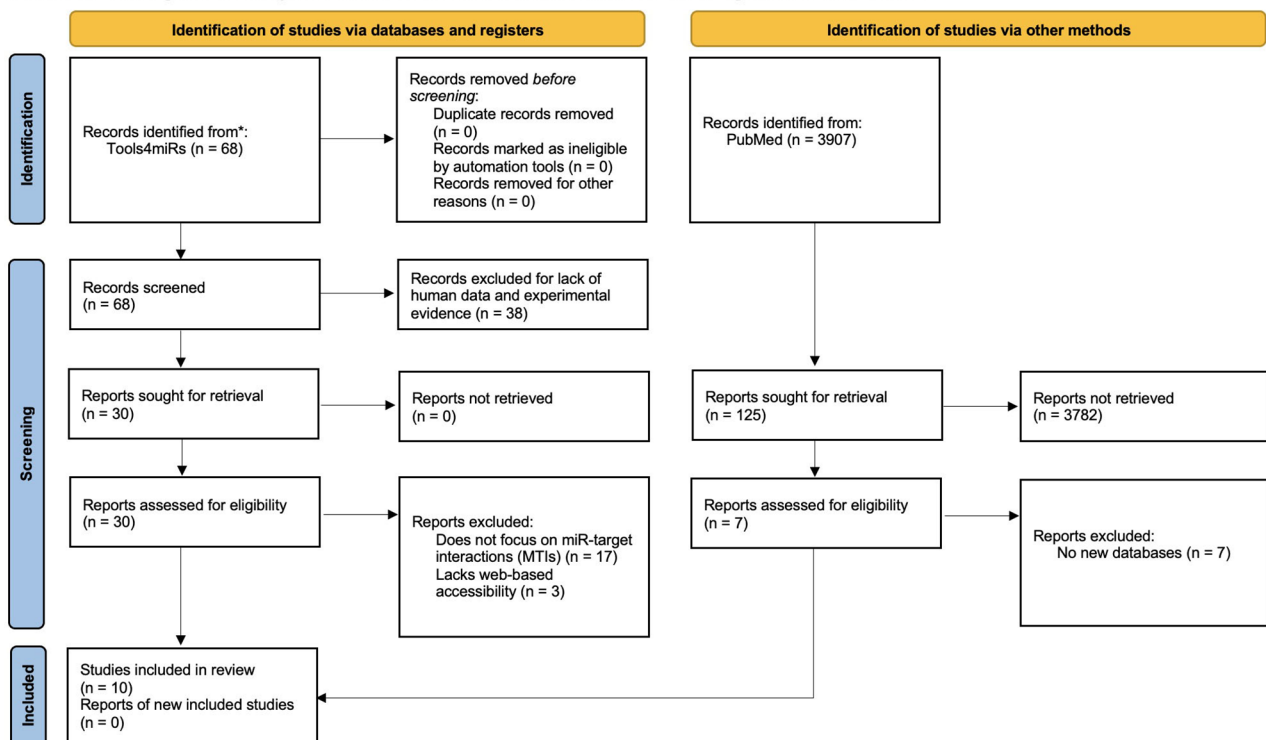 Identification of studies via databases and registers
Identification of studies via other methods
Identification
Records identified from*:
Tools4miRs (n = 68)
Records removed before
screening:
Duplicate records removed
(n = 0)
Records marked as ineligible
by automation tools (n = 0)
Records removed for other
reasons (n = 0)
Records identified from:
PubMed (n = 3907)
Screening
Records screened
(n = 68)
Records excluded for lack of
human data and experimental
evidence (n = 38)
Reports sought for retrieval
(n = 30)
Reports not retrieved
(n = 0)
Reports sought for retrieval
(n = 125)
Reports not retrieved
(n = 3782)
Reports assessed for eligibility
(n = 30)
Reports excluded:
Does not focus on miR-target
interactions (MTIs) (n = 17)
Lacks web-based
accessibility (n = 3)
Reports assessed for eligibility
(n = 7)
Reports excluded:
No new databases (n = 7)
Included
Studies included in review
(n = 10)
Reports of new included studies
(n = 0)